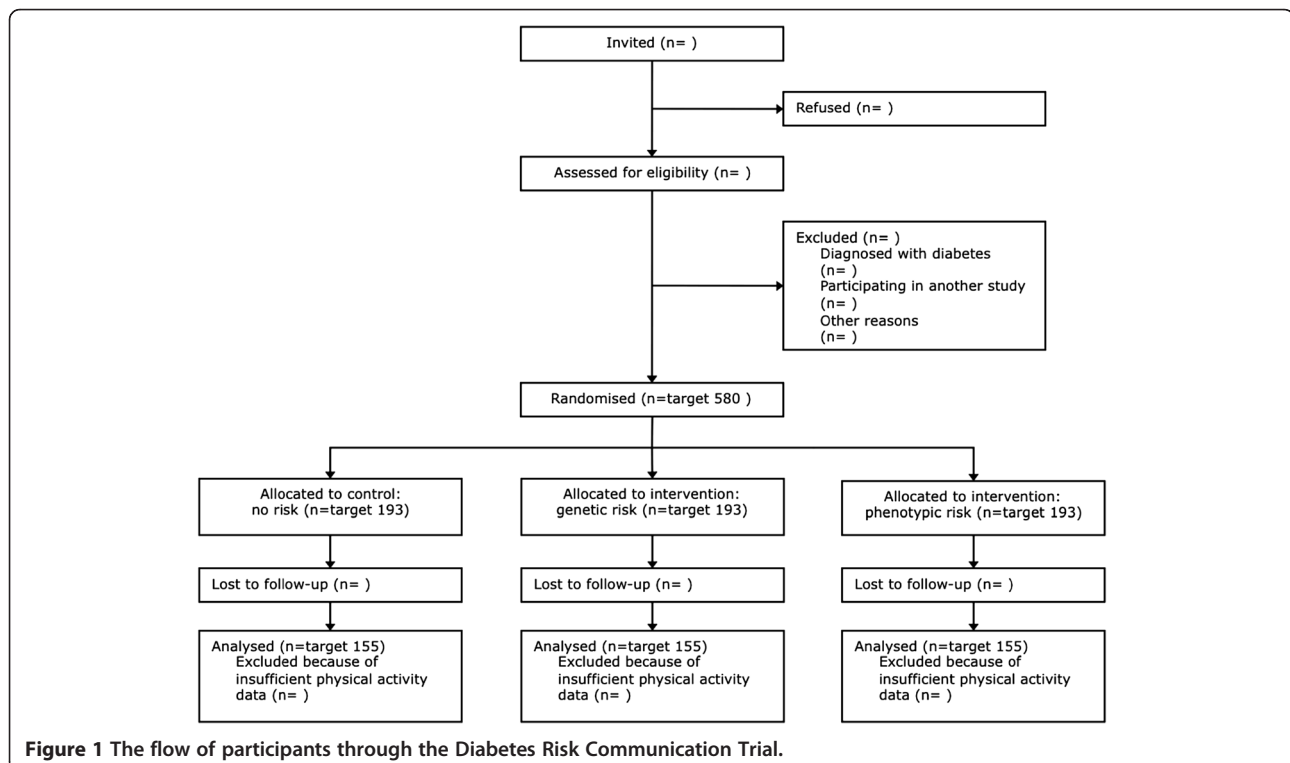 Invited (n= )
Refused (n= )
Assessed for eligibility (n= )
Excluded (n= )
Diagnosed with diabetes
(n= )
Participating in another study
(n= )
Other reasons
(n= )
Randomised (n=target 580 )
Allocated to control:
no risk (n=target 193)
Allocated to intervention:
genetic risk (n=target 193)
Allocated to intervention:
phenotypic risk (n=target 193)
Lost to follow-up (n= )
Lost to follow-up (n= )
Lost to follow-up (n= )
Analysed (n=target 155)
Excluded because of
insufficient physical activity
data (n= )
Analysed (n=target 155)
Excluded because of
insufficient physical activity
data (n= )
Analysed (n=target 155)
Excluded because of
insufficient physical activity
data (n= )
Figure 1 The flow of participants through the Diabetes Risk Communication Trial.